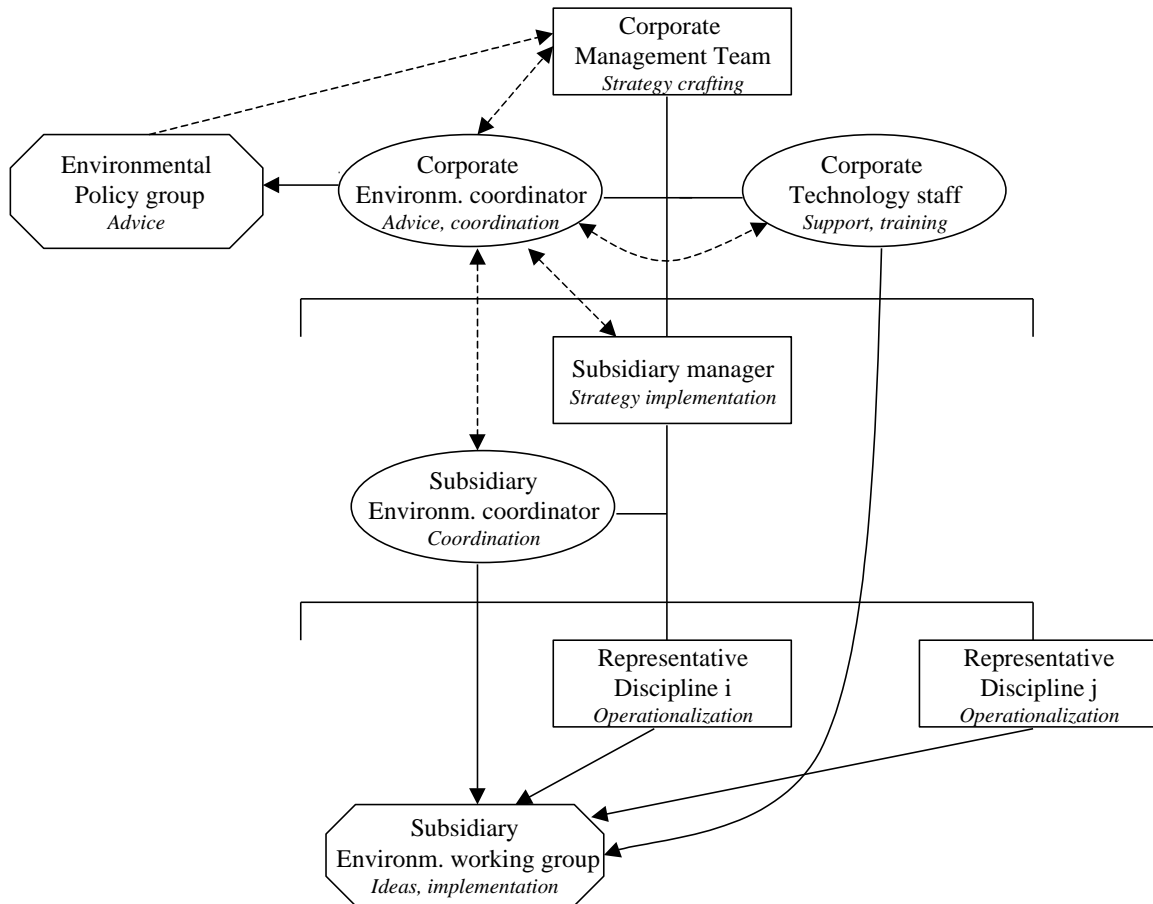 Corporate
Management Team
Strategy crafting
Environmental
Policy group
Advice
Corporate
Environm. coordinator
Advice, coordination
Corporate
Technology staff
Support, training
Subsidiary manager
Strategy implementation
Subsidiary
Environm. coordinator
Coordination
Representative
Discipline i
Operationalization
Representative
Discipline j
Operationalization
Subsidiary
Environm. working group
Ideas, implementation